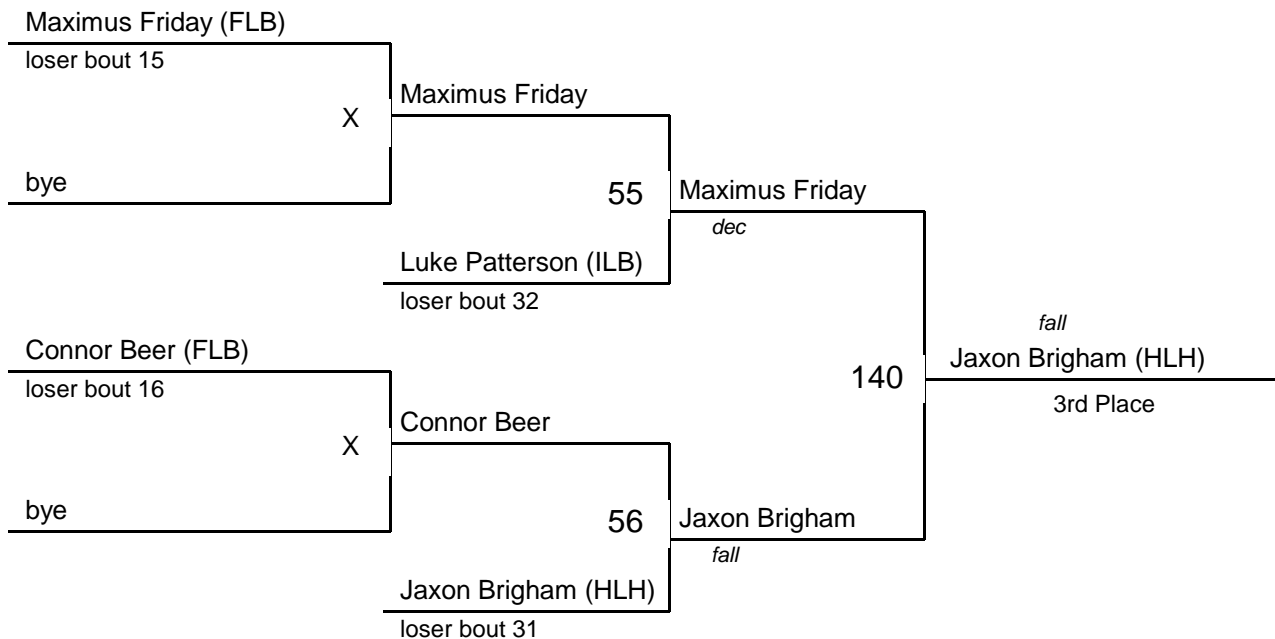 Maximus Friday (FLB)
loser bout 15
X
Maximus Friday
bye
55
Maximus Friday
dec
Luke Patterson (ILB)
loser bout 32
fall
Jaxon Brigham (HLH)
3rd Place
140
Connor Beer (FLB)
loser bout 16
X
Connor Beer
bye
56
Jaxon Brigham
fall
Jaxon Brigham (HLH)
loser bout 31